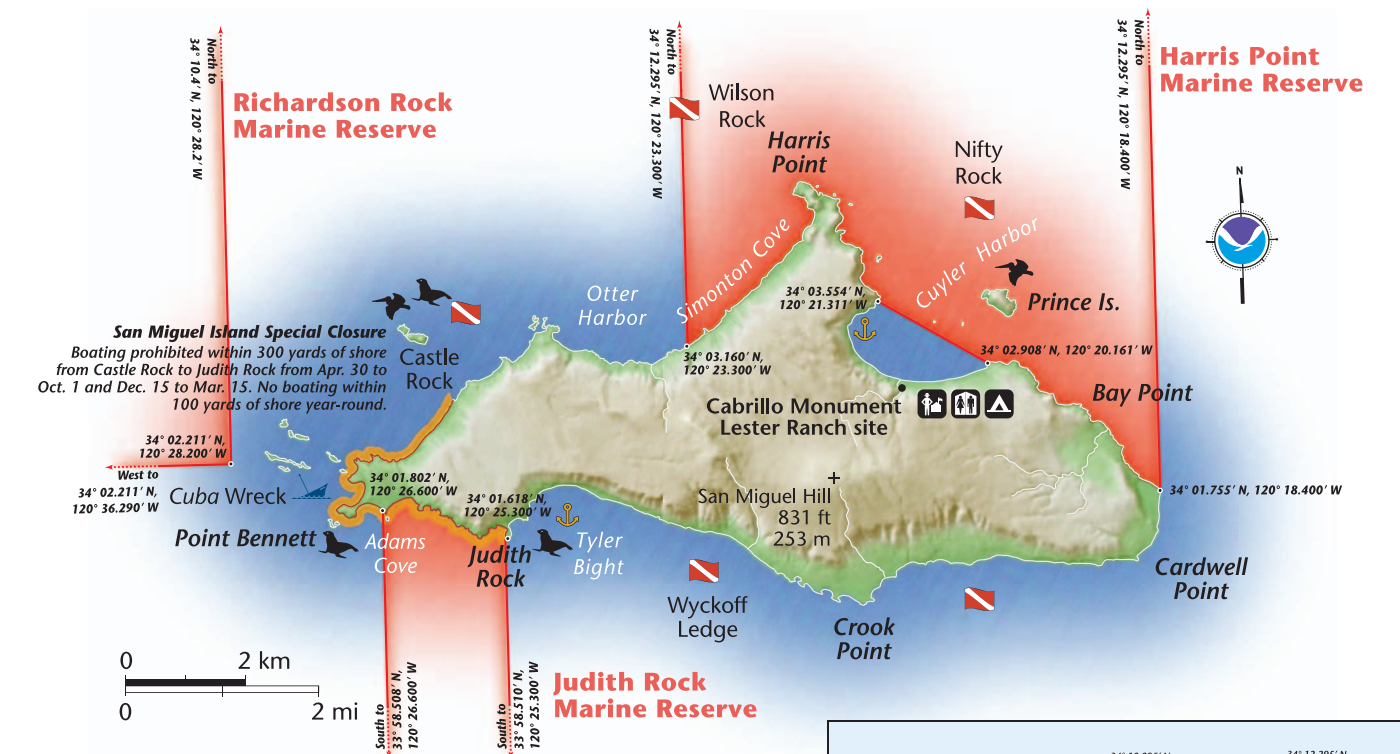 North to
34° 10.4′ N, 120° 28.2′ W
Richardson Rock
Marine Reserve
North to
34° 12.295′ N, 120° 23.300′ W
Wilson
Rock
Harris
Point
Nifty
Rock
North to
34° 12.295′ N, 120° 18.400′ W
Harris Point
Marine Reserve
N
Simonton Cove
Cuyler Harbor
Otter
Harbor
34° 03.554′ N,
120° 21.311′ W
Prince Is.
San Miguel Island Special Closure
Boating prohibited within 300 yards of shore
from Castle Rock to Judith Rock from Apr. 30 to
Oct. 1 and Dec. 15 to Mar. 15. No boating within
100 yards of shore year-round.
Castle
Rock
34° 03.160′ N,
120° 23.300′ W
34° 02.908′ N, 120° 20.161′ W
Bay Point
Cabrillo Monument
Lester Ranch site
34° 02.211′ N,
120° 28.200′ W
West to
34° 02.211′ N,
120° 36.290′ W
Cuba Wreck
34° 01.802′ N,
120° 26.600′ W
34° 01.618′ N,
120° 25.300′ W
San Miguel Hill
831 ft
253 m
34° 01.755′ N, 120° 18.400′ W
Point Bennett
Adams
Cove
Judith
Rock
Tyler
Bight
Wyckoff
Ledge
Crook
Point
Cardwell
Point
0 2 km
0 2 mi
South to
33° 58.508′ N,
120° 26.600′ W
South to
33° 58.510′ N,
120° 25.300′ W
Judith Rock
Marine Reserve